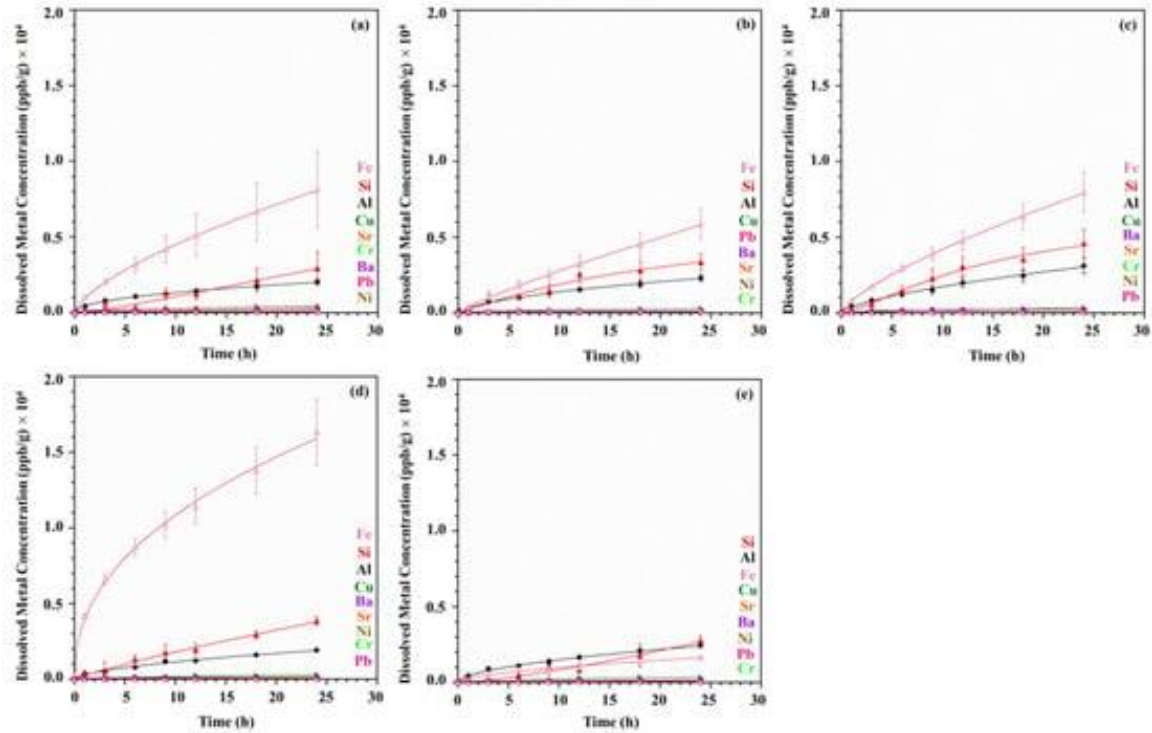 Dissolved Metal Concentration (ppb/g) × 10⁴
2.0
1.5
1.0
0.5
0.0
(a)
Fe
Si
Al
Cu
Sr
Cr
Ba
Pb
Ni
0 5 10 15 20 25 30
Time (h)
Dissolved Metal Concentration (ppb/g) × 10⁴
2.0
1.5
1.0
0.5
0.0
(b)
Fe
Si
Al
Cu
Pb
Ba
Sr
Ni
Cr
0 5 10 15 20 25 30
Time (h)
Dissolved Metal Concentration (ppb/g) × 10⁴
2.0
1.5
1.0
0.5
0.0
(c)
Fe
Si
Al
Cu
Ba
Sr
Cr
Ni
Pb
0 5 10 15 20 25 30
Time (h)
Dissolved Metal Concentration (ppb/g) × 10⁴
2.0
1.5
1.0
0.5
0.0
(d)
Fe
Si
Al
Cu
Ba
Sr
Ni
Cr
Pb
0 5 10 15 20 25 30
Time (h)
Dissolved Metal Concentration (ppb/g) × 10⁴
2.0
1.5
1.0
0.5
0.0
(e)
Si
Al
Fe
Cu
Sr
Ba
Ni
Pb
Cr
0 5 10 15 20 25 30
Time (h)